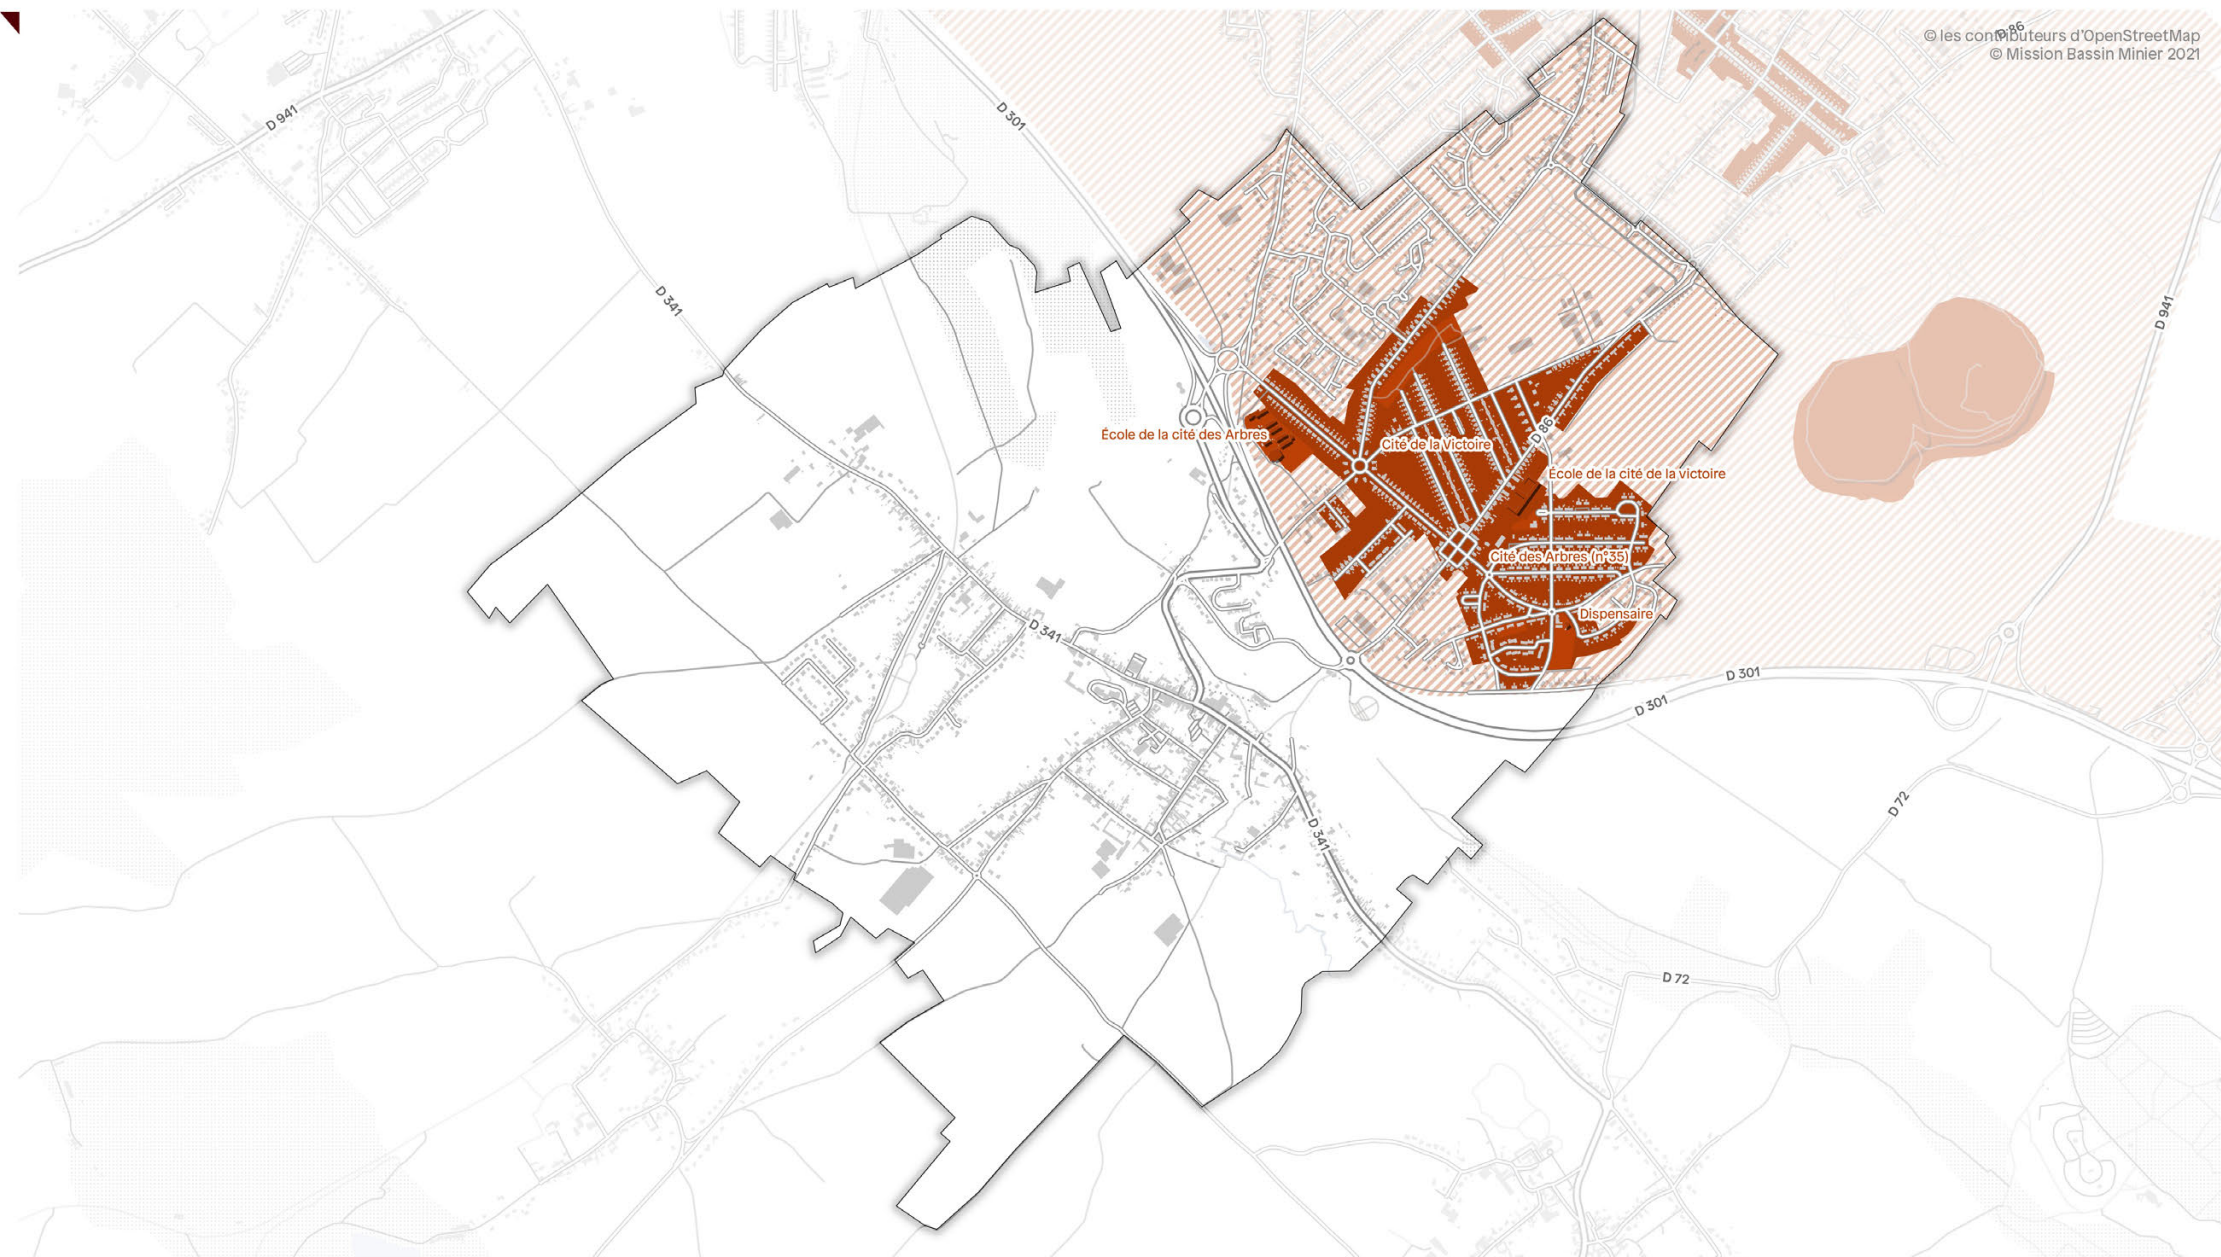 D 86
© les contributeurs d'OpenStreetMap
© Mission Bassin Minier 2021
D 941
D 301
D 341
D 941
École de la cité des Arbres
Cité de la Victoire
D 86
École de la cité de la victoire
Cité des Arbres (n°35)
Dispensaire
D 341
D 301
D 301
D 72
D 341
D 72